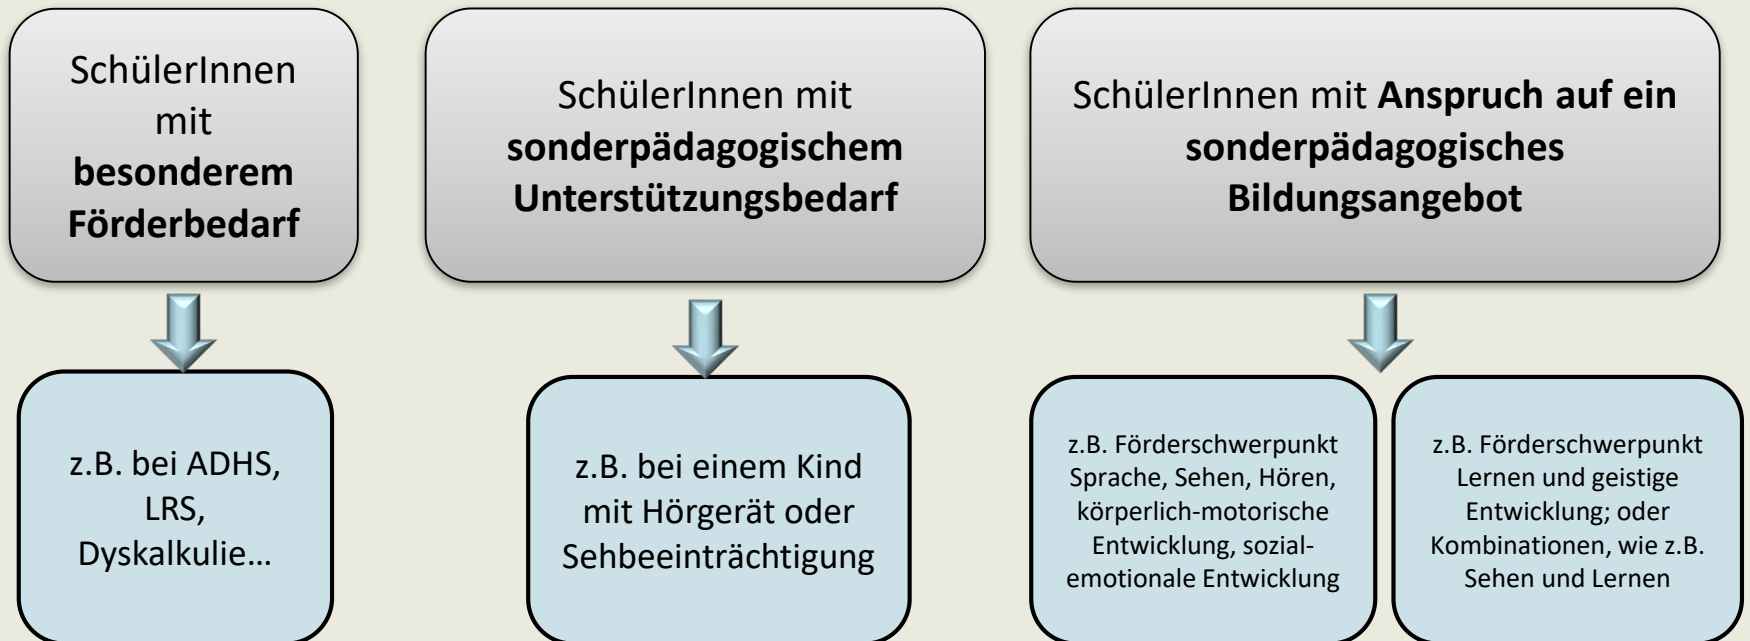 SchülerInnen
mit
besonderem
Förderbedarf
SchülerInnen mit
sonderpädagogischem
Unterstützungsbedarf
SchülerInnen mit Anspruch auf ein
sonderpädagogisches
Bildungsangebot
z.B. bei ADHS,
LRS,
Dyskalkulie…
z.B. bei einem Kind
mit Hörgerät oder
Sehbeeinträchtigung
z.B. Förderschwerpunkt
Sprache, Sehen, Hören,
körperlich-motorische
Entwicklung, sozial-
emotionale Entwicklung
z.B. Förderschwerpunkt
Lernen und geistige
Entwicklung; oder
Kombinationen, wie z.B.
Sehen und Lernen